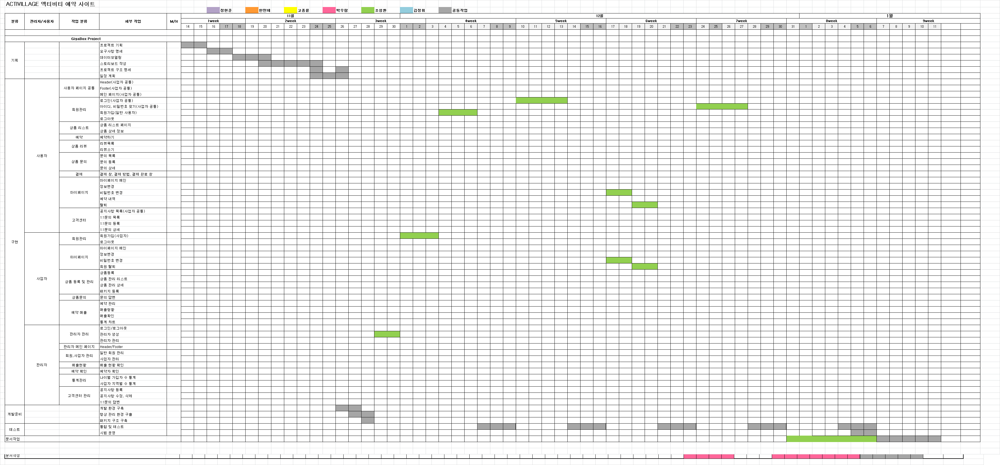 ACTIVILLAGE 액티비티 예약 사이트
정현준 한만제 고종률 박우람 조성환 김정휘 공동작업
분류 관리자/사용자 작업 분류 세부 작업 M/H
11월 12월 1월
1week 2week 3week 4week 5week 6week 7week 8week 9week
14 15 16 17 18 19 20 21 22 23 24 25 26 27 28 29 30 1 2 3 4 5 6 7 8 9 10 11 12 13 14 15 16 17 18 19 20 21 22 23 24 25 26 27 28 29 30 31 1 2 3 4 5 6 7 8 9 10 11
GigaBox Project
기획
프로젝트 기획
요구사항 명세
데이터모델링
스토리보드 작성
프로젝트 구조 명세
일정 계획
구현
사용자
사용자 페이지 공통
Header(사업자 공통)
Footer(사업자 공통)
메인 페이지(사업자 공통)
회원관리
로그인(사업자 공통)
아이디, 비밀번호 찾기(사업자 공통)
회원가입(일반 사용자)
로그아웃
상품 리스트
상품 리스트 페이지
상품 상세 정보
예약 예약하기
상품 리뷰
리뷰목록
리뷰쓰기
상품 문의
문의 목록
문의 등록
문의 상세
결제 결제 창, 결제 방법, 결제 완료 창
마이페이지
마이페이지 메인
정보변경
비밀번호 변경
예약 내역
탈퇴
고객센터
공지사항 목록(사업자 공통)
1:1문의 목록
1:1문의 등록
1:1문의 상세
사업자
회원관리
회원가입(사업자)
로그아웃
마이페이지
마이페이지 메인
정보변경
비밀번호 변경
회원 탈퇴
상품 등록 및 관리
상품등록
상품 관리 리스트
상품 관리 상세
패키지 등록
상품문의 문의 답변
예약 매출
예약 관리
매출현황
매출확인
통계 차트
관리자
관리자 관리
로그인/로그아웃
관리자 생성
관리자 관리
관리자 메인 페이지 Header/Footer
회원,사업자 관리
일반 회원 관리
사업자 관리
매출현황 매출 현황 확인
예약 확인 예약자 확인
통계관리
나이별 가입자 수 통계
사업자 지역별 수 통계
고객센터 관리
공지사항 등록
공지사항 수정, 삭제
1:1문의 답변
개발준비
개발 환경 구축
형상 관리 환경 구출
패키지 구조 구축
테스트
통합 및 테스트
시범 운영
문서작업
문서작성